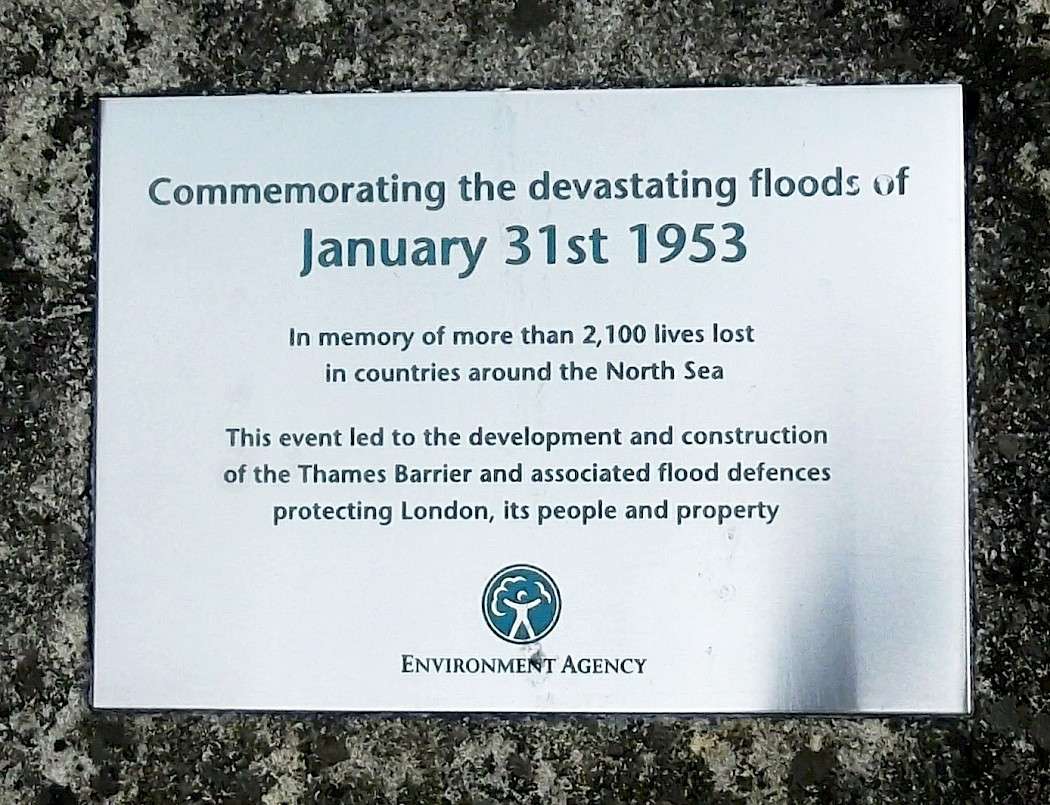 Commemorating the devastating floods of
January 31st 1953
In memory of more than 2,100 lives lost
in countries around the North Sea
This event led to the development and construction
of the Thames Barrier and associated flood defences
protecting London, its people and property
ENVIRONMENT AGENCY